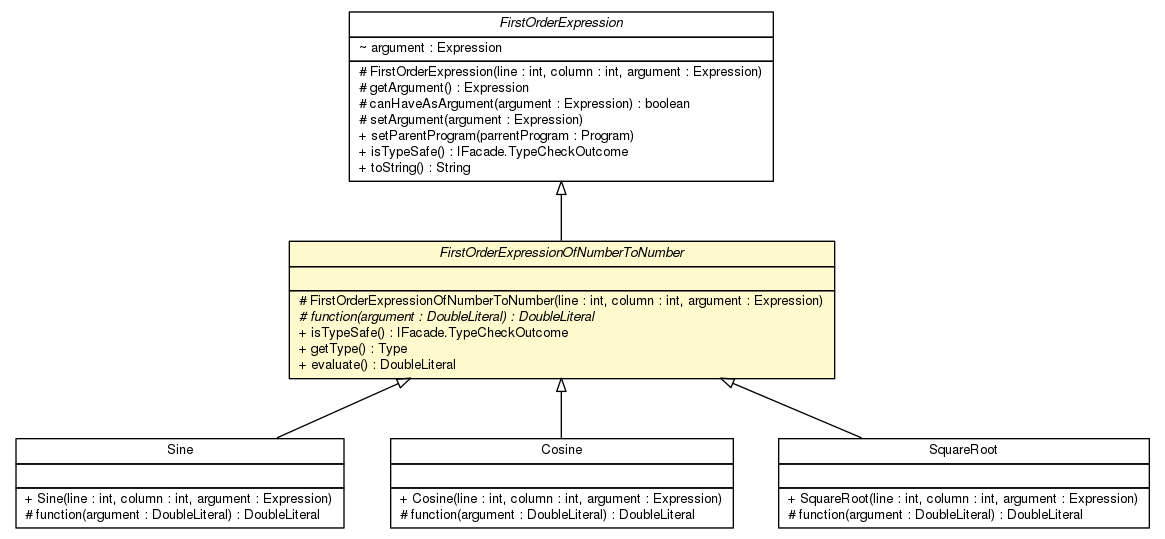 FirstOrderExpression
~ argument : Expression
# FirstOrderExpression(line : int, column : int, argument : Expression)
# getArgument() : Expression
# canHaveAsArgument(argument : Expression) : boolean
# setArgument(argument : Expression)
+ setParentProgram(parrentProgram : Program)
+ isTypeSafe() : IFacade.TypeCheckOutcome
+ toString() : String
FirstOrderExpressionOfNumberToNumber
# FirstOrderExpressionOfNumberToNumber(line : int, column : int, argument : Expression)
# function(argument : DoubleLiteral) : DoubleLiteral
+ isTypeSafe() : IFacade.TypeCheckOutcome
+ getType() : Type
+ evaluate() : DoubleLiteral
Sine
+ Sine(line : int, column : int, argument : Expression)
# function(argument : DoubleLiteral) : DoubleLiteral
Cosine
+ Cosine(line : int, column : int, argument : Expression)
# function(argument : DoubleLiteral) : DoubleLiteral
SquareRoot
+ SquareRoot(line : int, column : int, argument : Expression)
# function(argument : DoubleLiteral) : DoubleLiteral